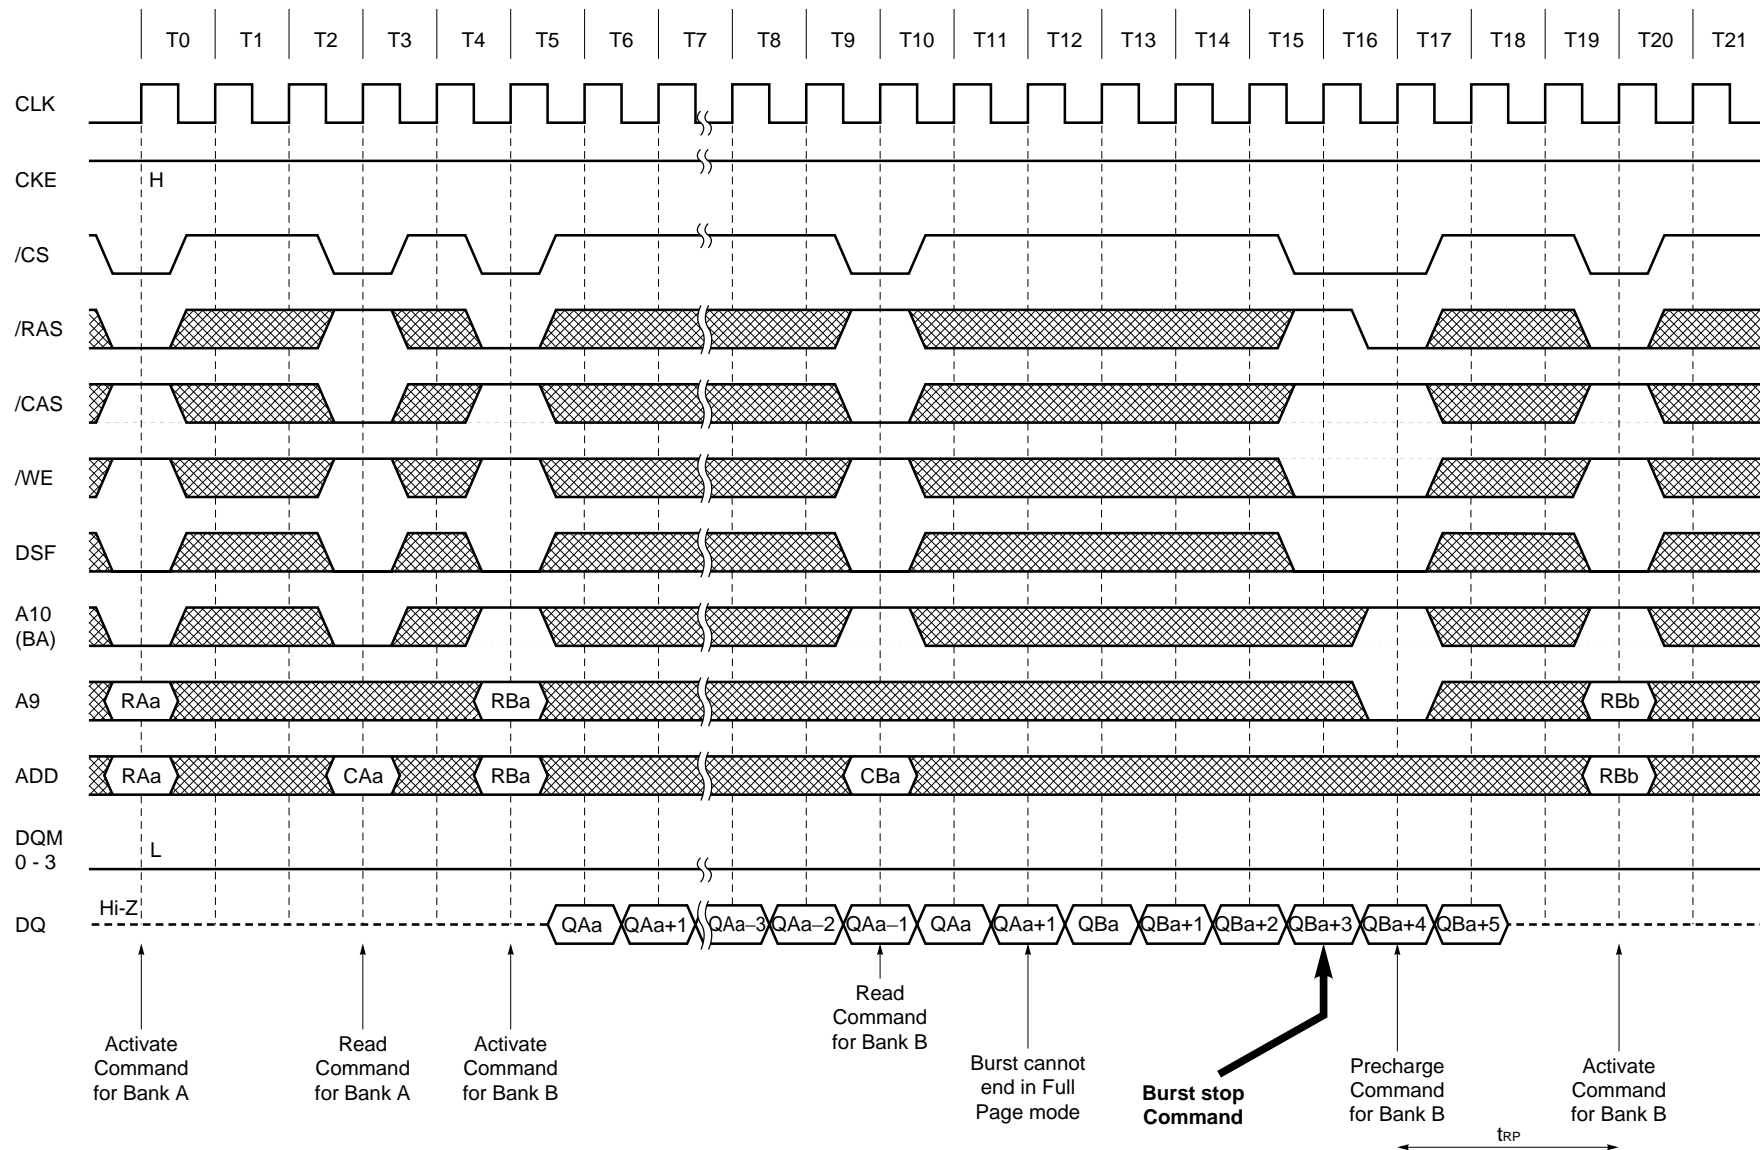 T0 T1 T2 T3 T4 T5 T6 T7 T8 T9 T10 T11 T12 T13 T14 T15 T16 T17 T18 T19 T20 T21
CLK
CKE H
/CS
/RAS
/CAS
/WE
DSF
A10
(BA)
A9 RAa RBa RBb
ADD RAa CAa RBa CBa RBb
DQM
0 - 3 L
DQ Hi-Z QAa QAa+1 QAa–3 QAa–2 QAa–1 QAa QAa+1 QBa QBa+1 QBa+2 QBa+3 QBa+4 QBa+5
Activate
Command
for Bank A
Read
Command
for Bank A
Activate
Command
for Bank B
Read
Command
for Bank B
Burst cannot
end in Full
Page mode
Burst stop
Command
Precharge
Command
for Bank B
Activate
Command
for Bank B
tRP